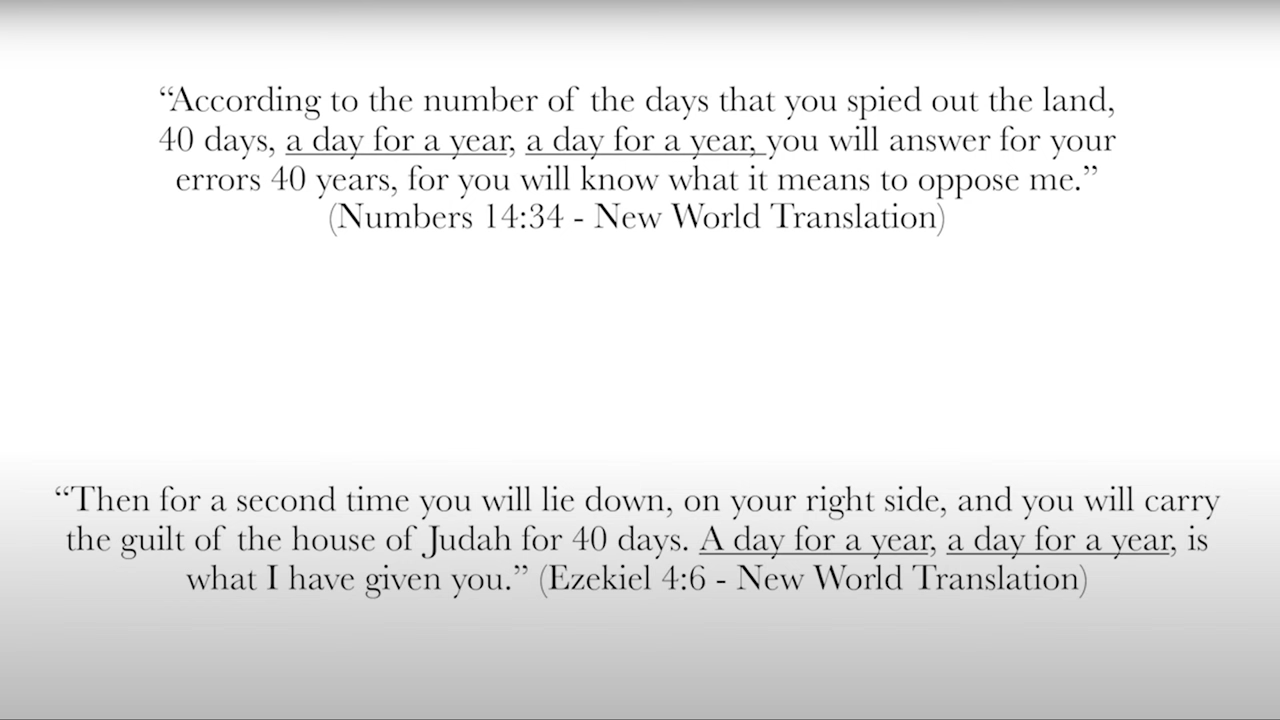 “According to the number of the days that you spied out the land,
40 days, a day for a year, a day for a year, you will answer for your
errors 40 years, for you will know what it means to oppose me.”
(Numbers 14:34 - New World Translation)
“Then for a second time you will lie down, on your right side, and you will carry
the guilt of the house of Judah for 40 days. A day for a year, a day for a year, is
what I have given you.” (Ezekiel 4:6 - New World Translation)